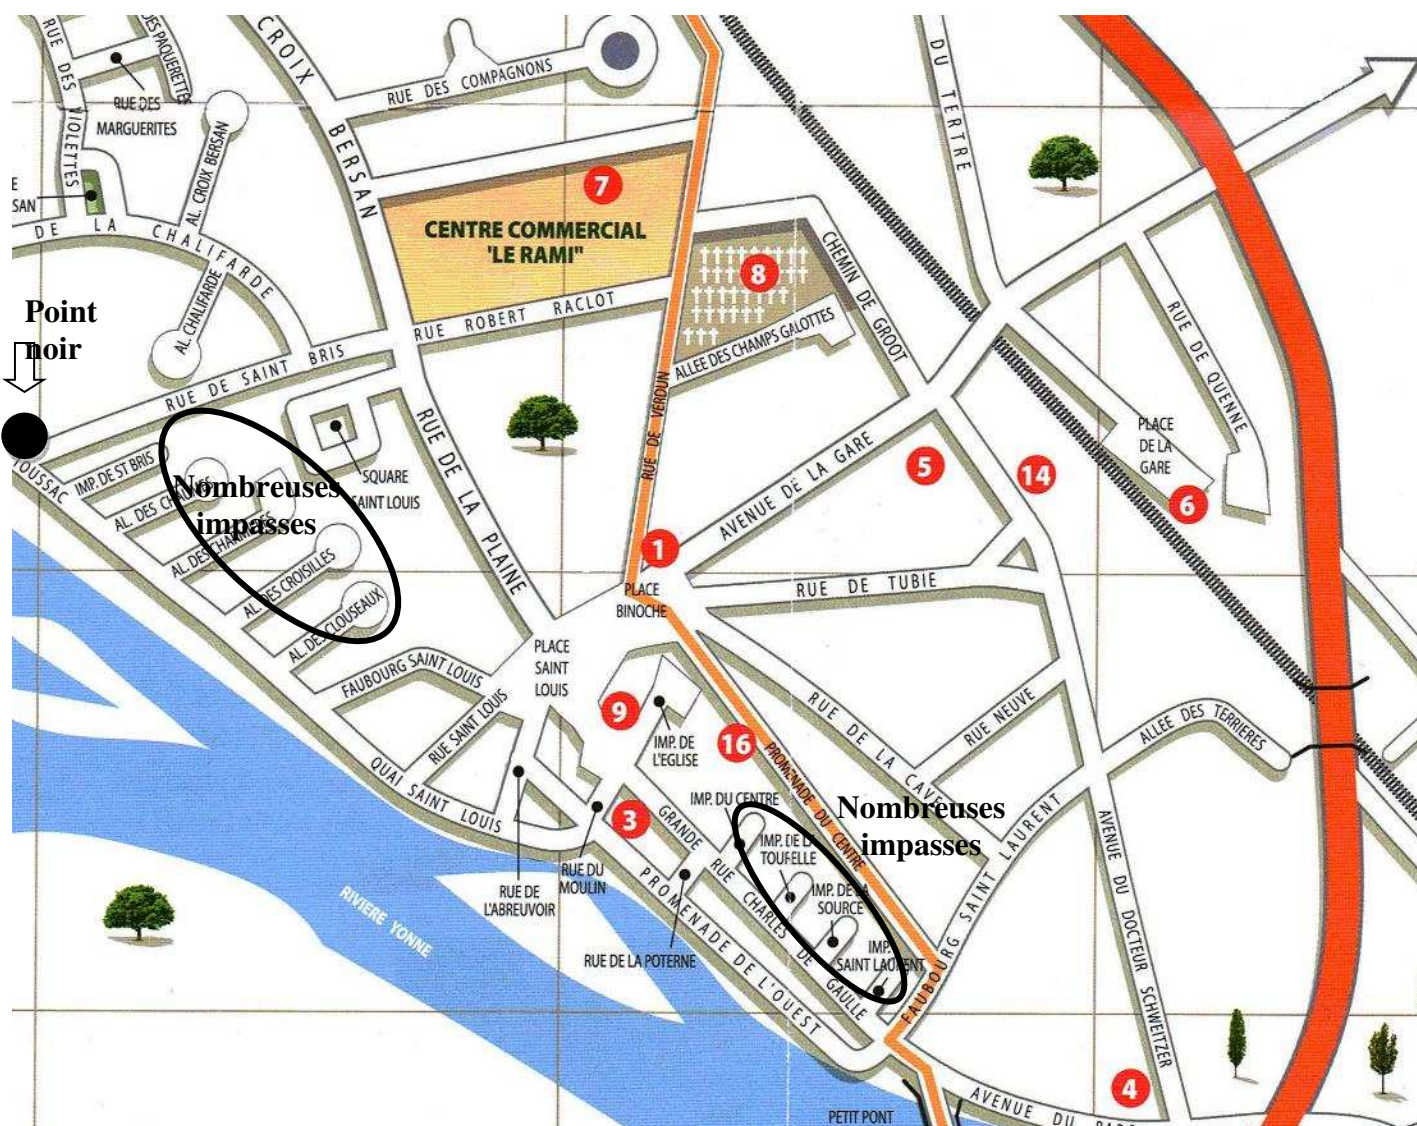 RUE DES VIOLETTES
DES PAQUERETTES
RUE DES
MARGUERITES
CROIX BERSAN
RUE DES COMPAGNONS
DU TERTRE
AL. CROIX BERSAN
E
SAN
DE LA CHALIFARDE
AL. CHALIFARDE
7
CENTRE COMMERCIAL
'LE RAMI"
8
CHEMIN DE GROOT
RUE ROBERT RACLOT
ALLEE DES CHAMPS GALOTTES
Point
noir
RUE DE SAINT BRIS
RUE DE VERDUN
RUE DE QUENNE
PLACE
DE LA
GARE
5
14
6
TOUSSAC
IMP. DE ST BRIS
SQUARE
SAINT LOUIS
RUE DE LA PLAINE
AVENUE DE LA GARE
Nombreuses
impasses
AL. DES CHARMILLES
AL. DES CROISILLES
AL. DES CLOUSEAUX
1
PLACE
BINOCHE
RUE DE TUBIE
PLACE
SAINT
LOUIS
FAUBOURG SAINT LOUIS
RUE SAINT LOUIS
QUAI SAINT LOUIS
9
IMP. DE
L'EGLISE
16
PROMENADE DU CENTRE
RUE DE LA CAVE
RUE NEUVE
ALLEE DES TERRIERES
3
IMP. DU CENTRE
Nombreuses
impasses
IMP. DE LA
TOURELLE
IMP. DE LA
SOURCE
IMP.
SAINT LAURENT
GRANDE RUE CHARLES DE GAULLE
RUE DU
MOULIN
RUE DE
L'ABREUVOIR
PROMENADE DE L'OUEST
RUE DE LA POTERNE
RIVIERE YONNE
FAUBOURG SAINT LAURENT
AVENUE DU DOCTEUR SCHWEITZER
4
AVENUE DU
PETIT PONT